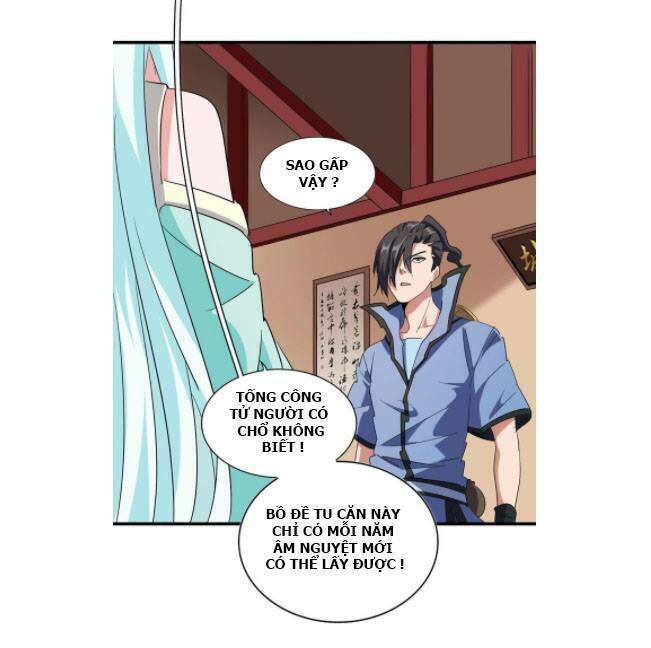 SAO GẤP
VẬY ?
TỐNG CÔNG
TỬ NGƯỜI CÓ
CHỔ KHÔNG
BIẾT !
BỒ ĐỀ TU CĂN NÀY
CHỈ CÓ MỖI NĂM
ÂM NGUYỆT MỚI
CÓ THỂ LẤY ĐƯỢC !